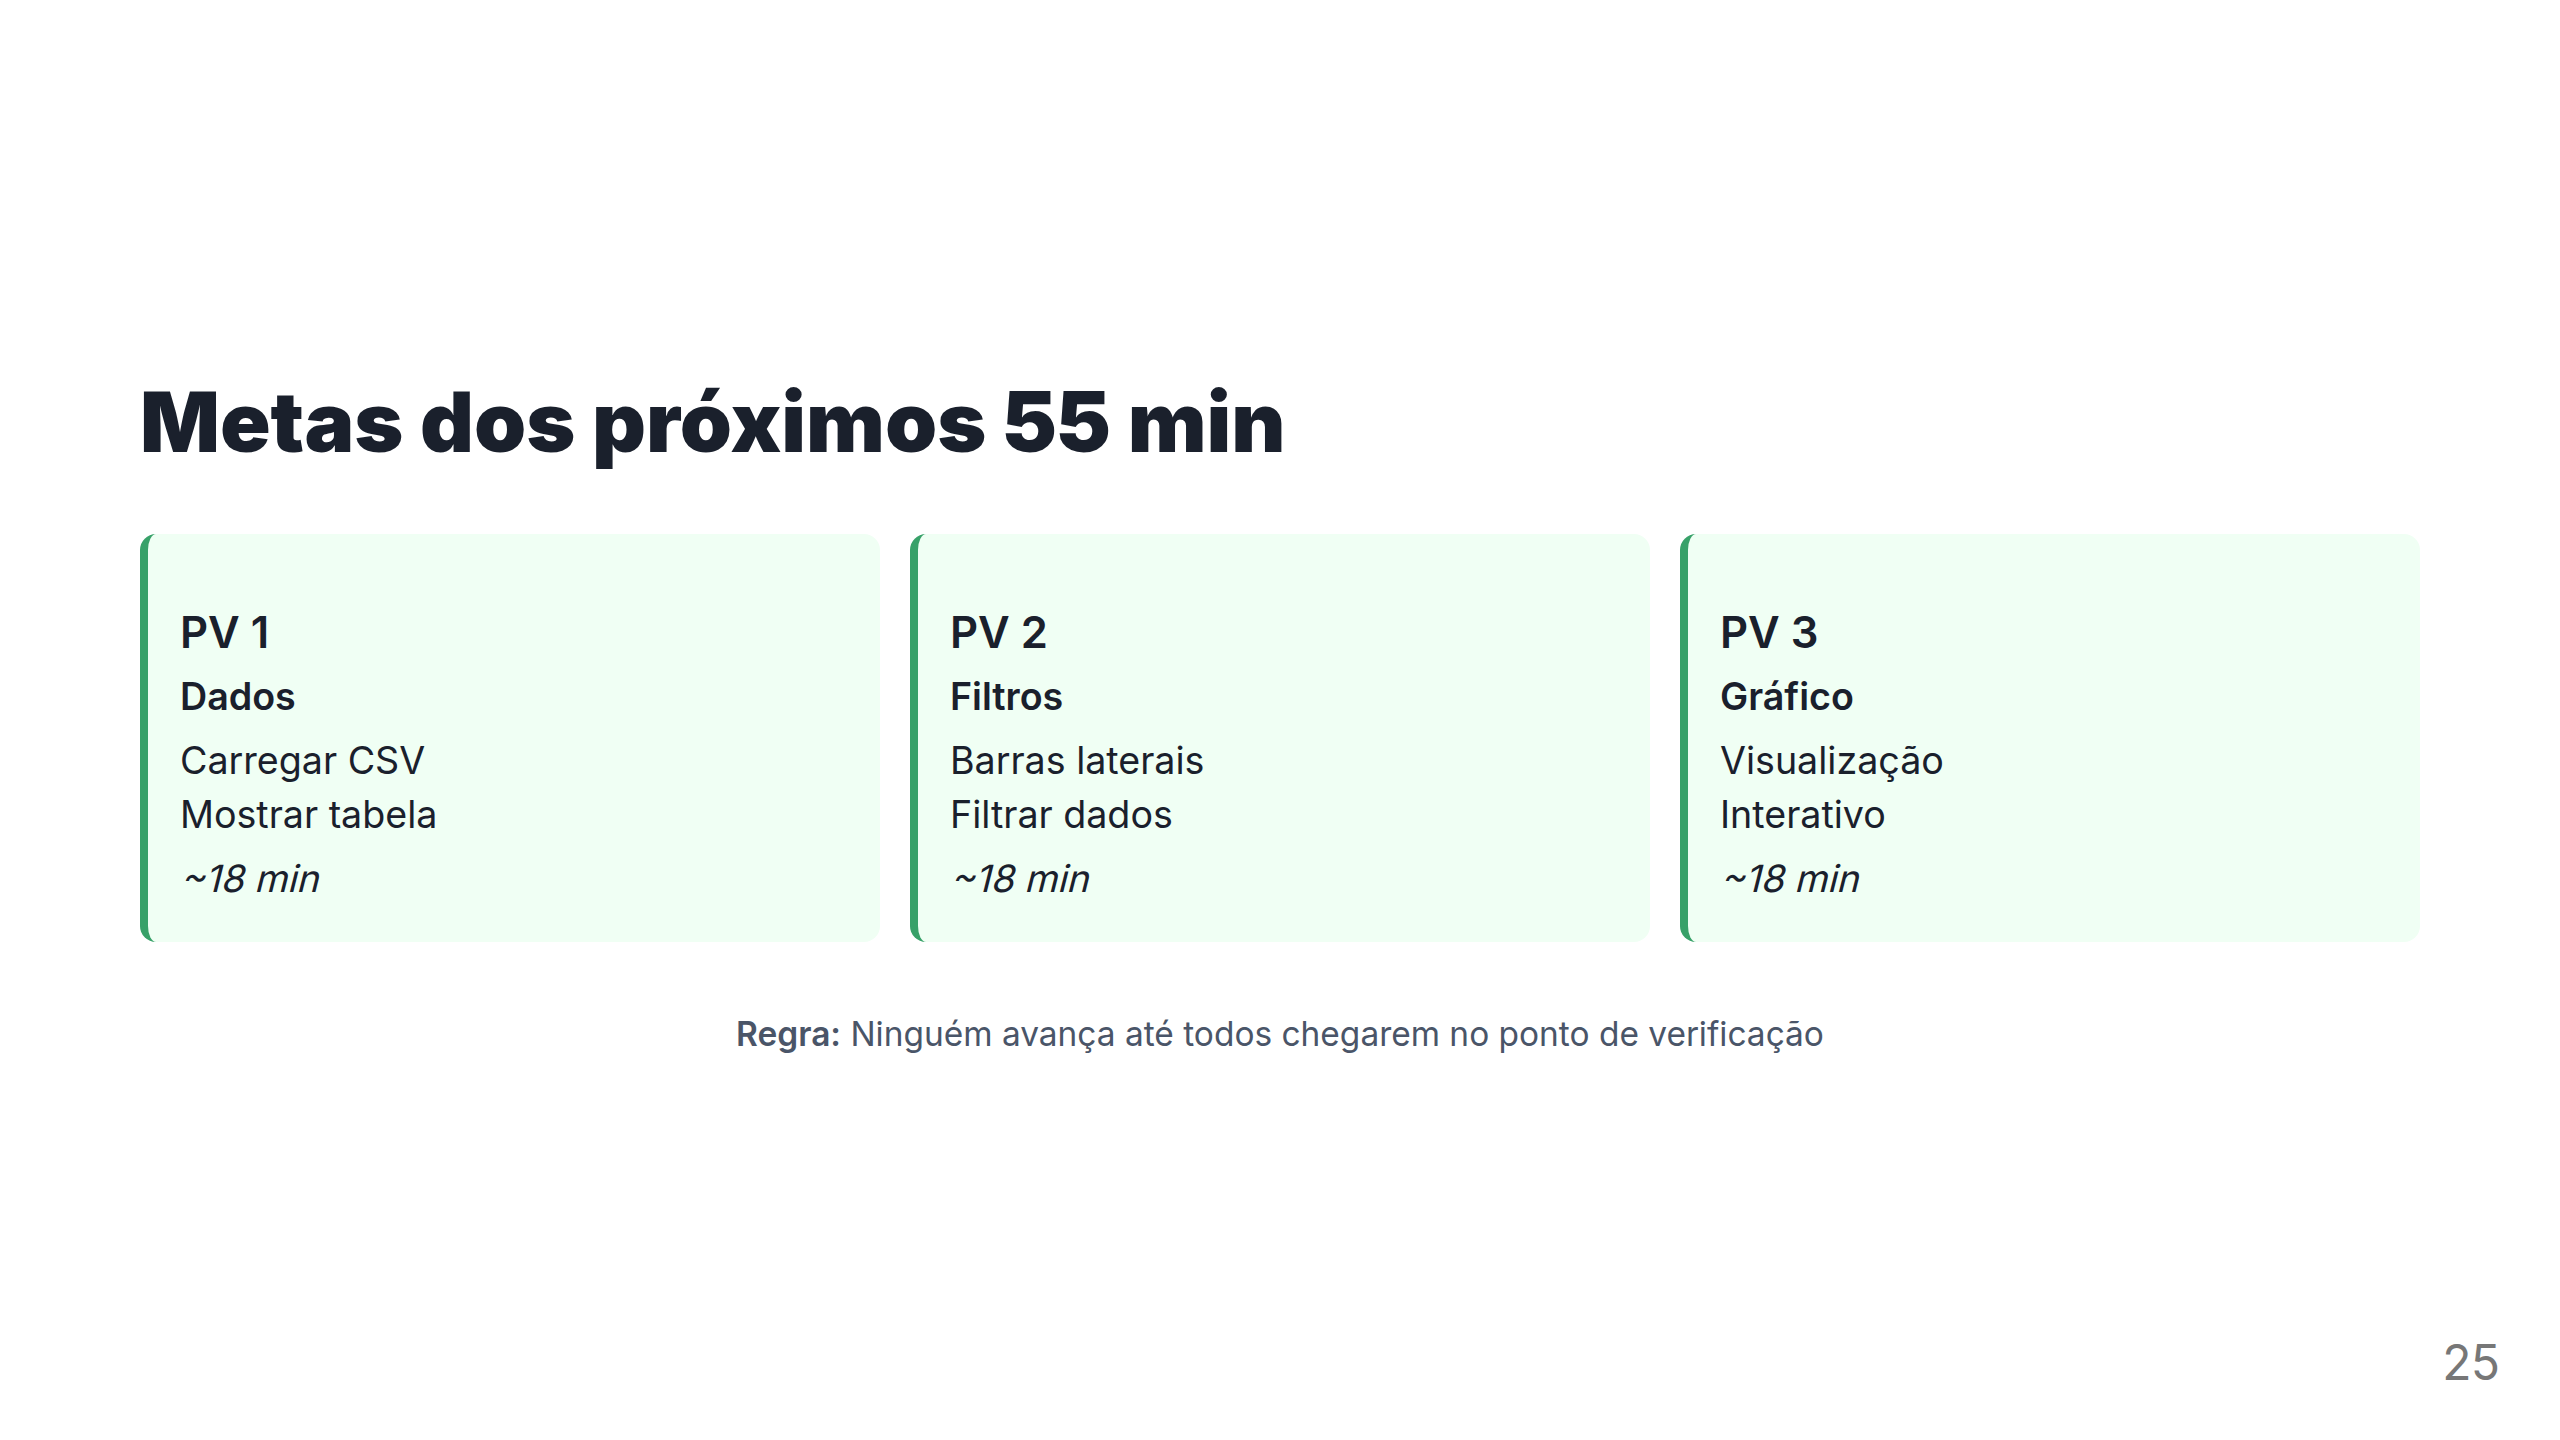 Metas dos próximos 55 min
PV 1
Dados
Carregar CSV
Mostrar tabela
~18 min
PV 2
Filtros
Barras laterais
Filtrar dados
~18 min
PV 3
Gráfico
Visualização
Interativo
~18 min
Regra: Ninguém avança até todos chegarem no ponto de verificação
25